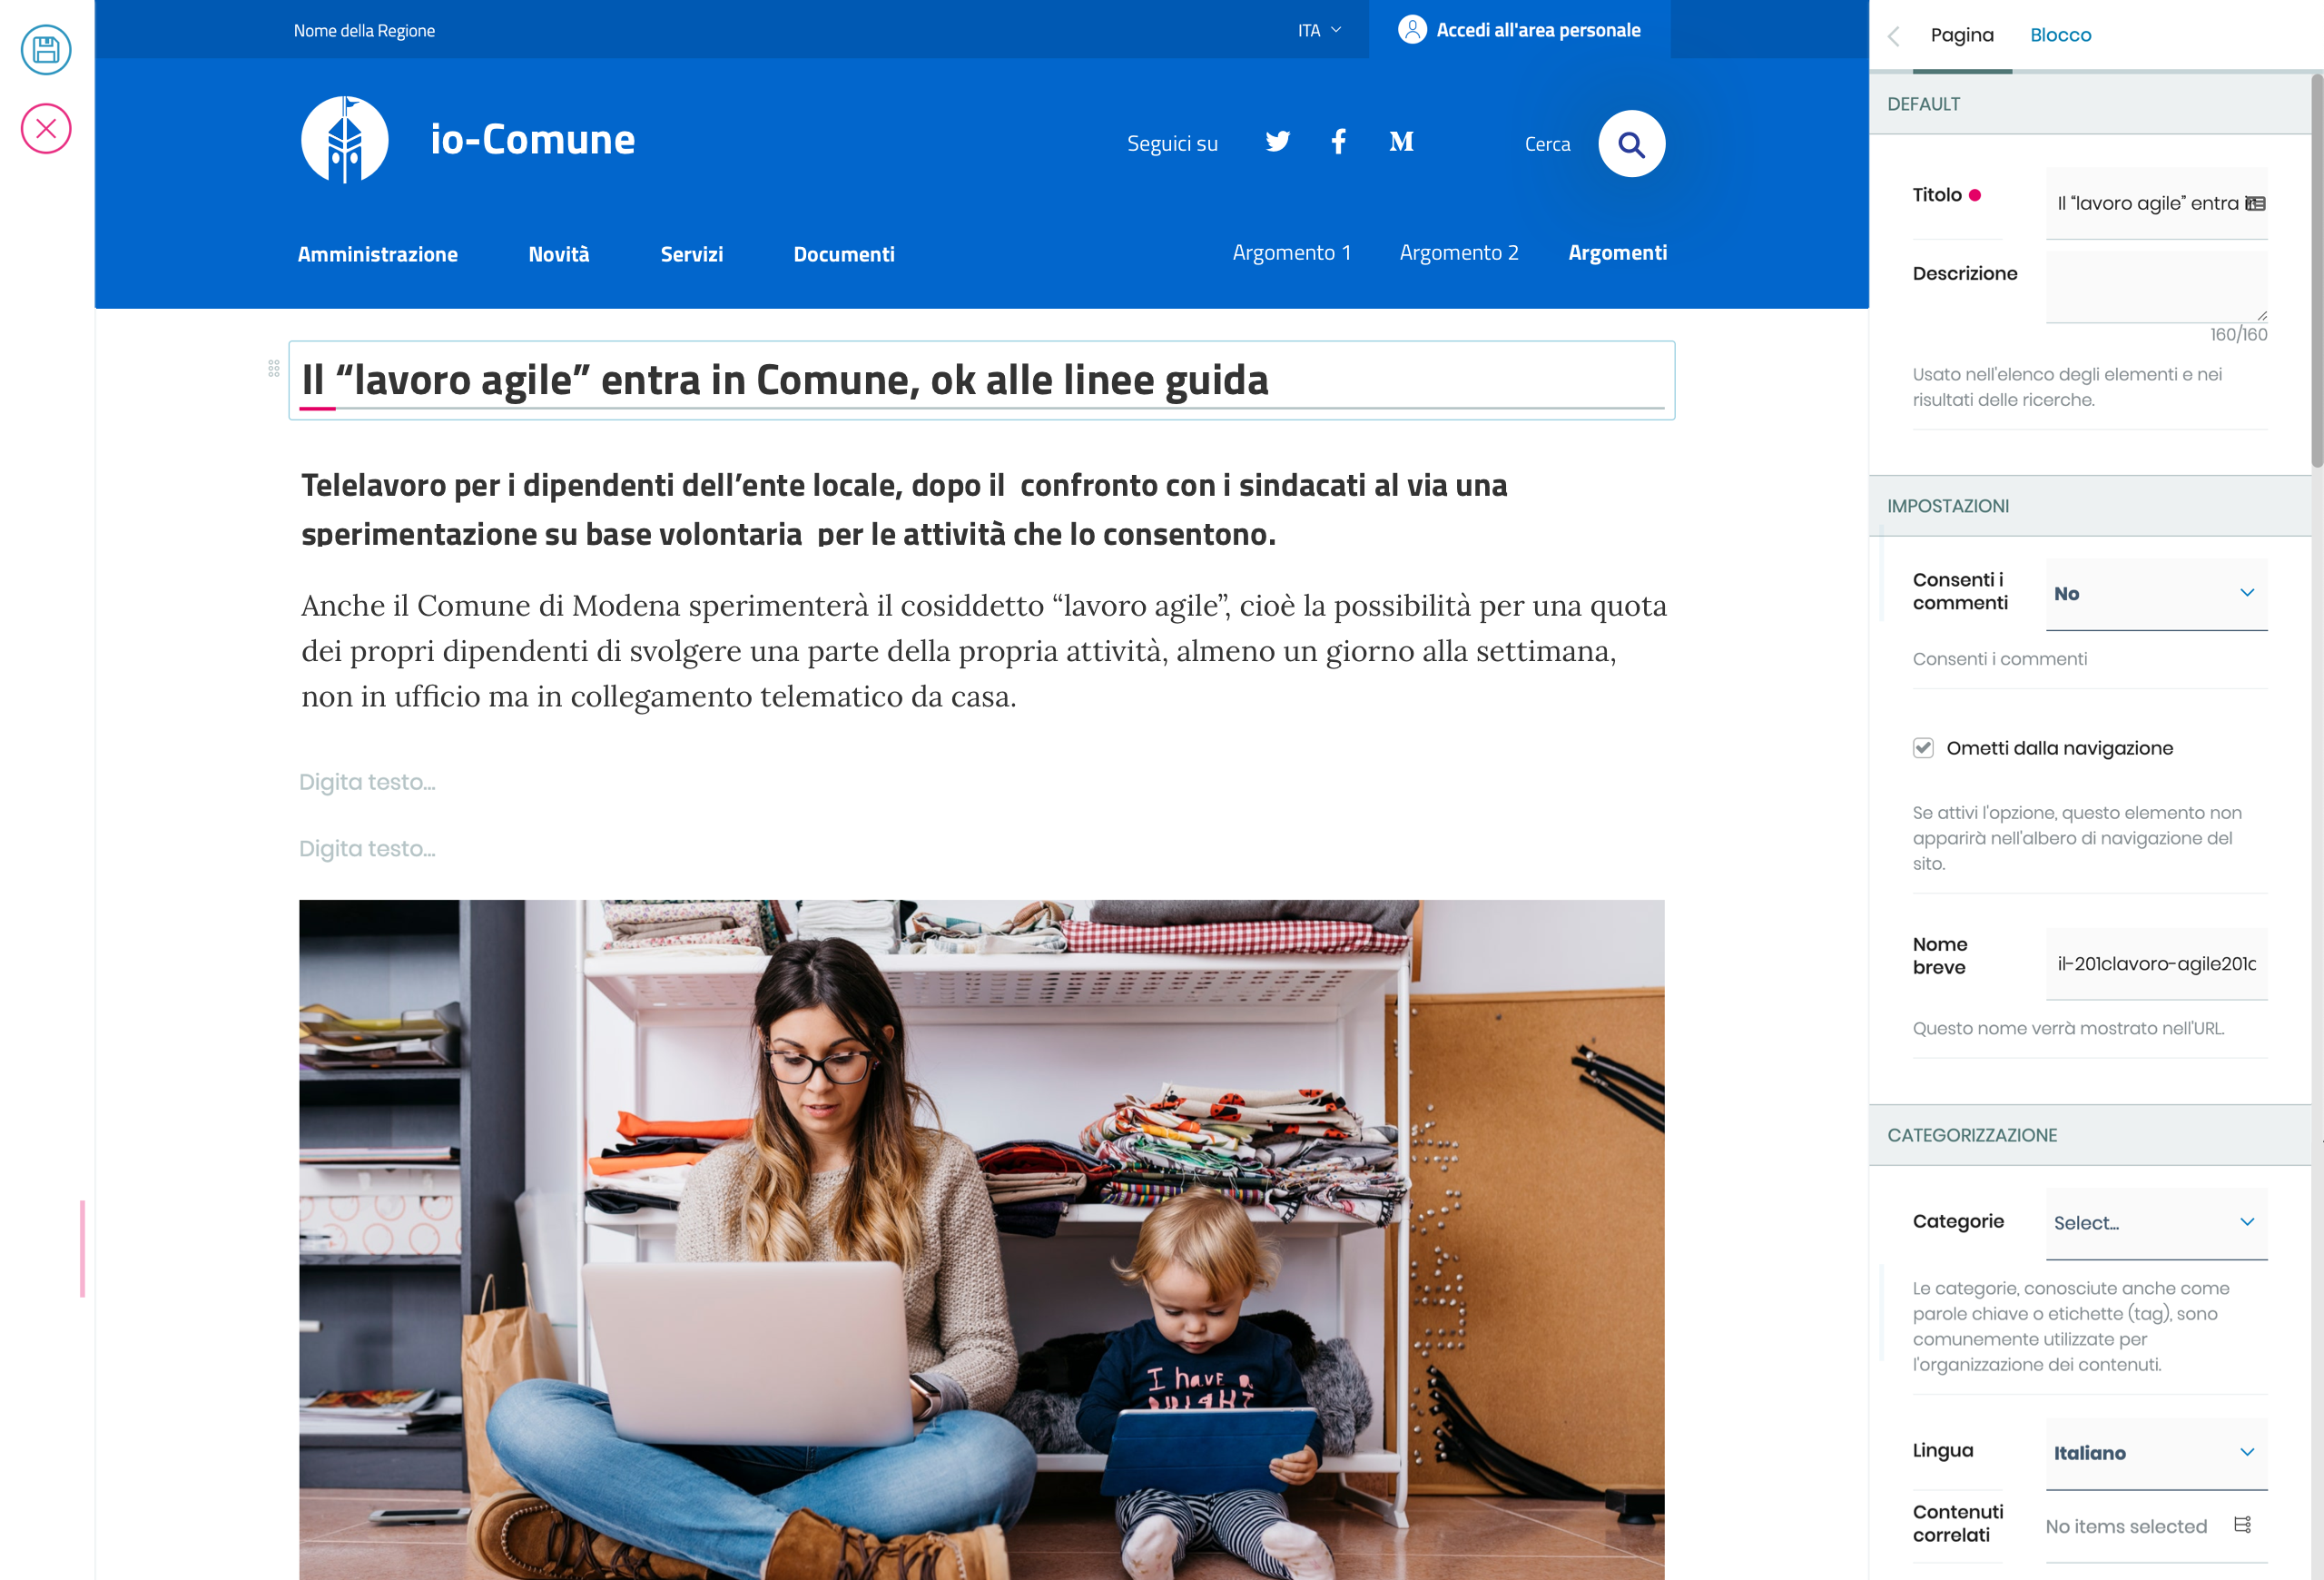 Nome della Regione
ITA
Accedi all'area personale
io-Comune
Seguici su
Cerca
Amministrazione
Novità
Servizi
Documenti
Argomento 1
Argomento 2
Argomenti
Il “lavoro agile” entra in Comune, ok alle linee guida
Telelavoro per i dipendenti dell’ente locale, dopo il  confronto con i sindacati al via una
sperimentazione su base volontaria  per le attività che lo consentono.
Anche il Comune di Modena sperimenterà il cosiddetto “lavoro agile”, cioè la possibilità per una quota
dei propri dipendenti di svolgere una parte della propria attività, almeno un giorno alla settimana,
non in ufficio ma in collegamento telematico da casa.
Digita testo...
Digita testo...
I have a
Pagina
Blocco
DEFAULT
Titolo
Il “lavoro agile” entra
Descrizione
160/160
Usato nell'elenco degli elementi e nei
risultati delle ricerche.
IMPOSTAZIONI
Consenti i
commenti
No
Consenti i commenti
Ometti dalla navigazione
Se attivi l'opzione, questo elemento non
apparirà nell'albero di navigazione del
sito.
Nome
breve
il-201clavoro-agile201c
Questo nome verrà mostrato nell'URL.
CATEGORIZZAZIONE
Categorie
Select...
Le categorie, conosciute anche come
parole chiave o etichette (tag), sono
comunemente utilizzate per
l'organizzazione dei contenuti.
Lingua
Italiano
Contenuti
correlati
No items selected